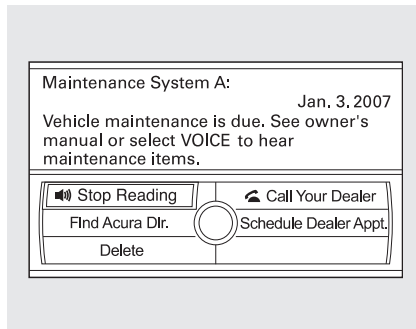 Maintenance System A:
Jan. 3, 2007
Vehicle maintenance is due. See owner's
manual or select VOICE to hear
maintenance items.
Stop Reading
Call Your Dealer
Find Acura Dlr.
Schedule Dealer Appt.
Delete